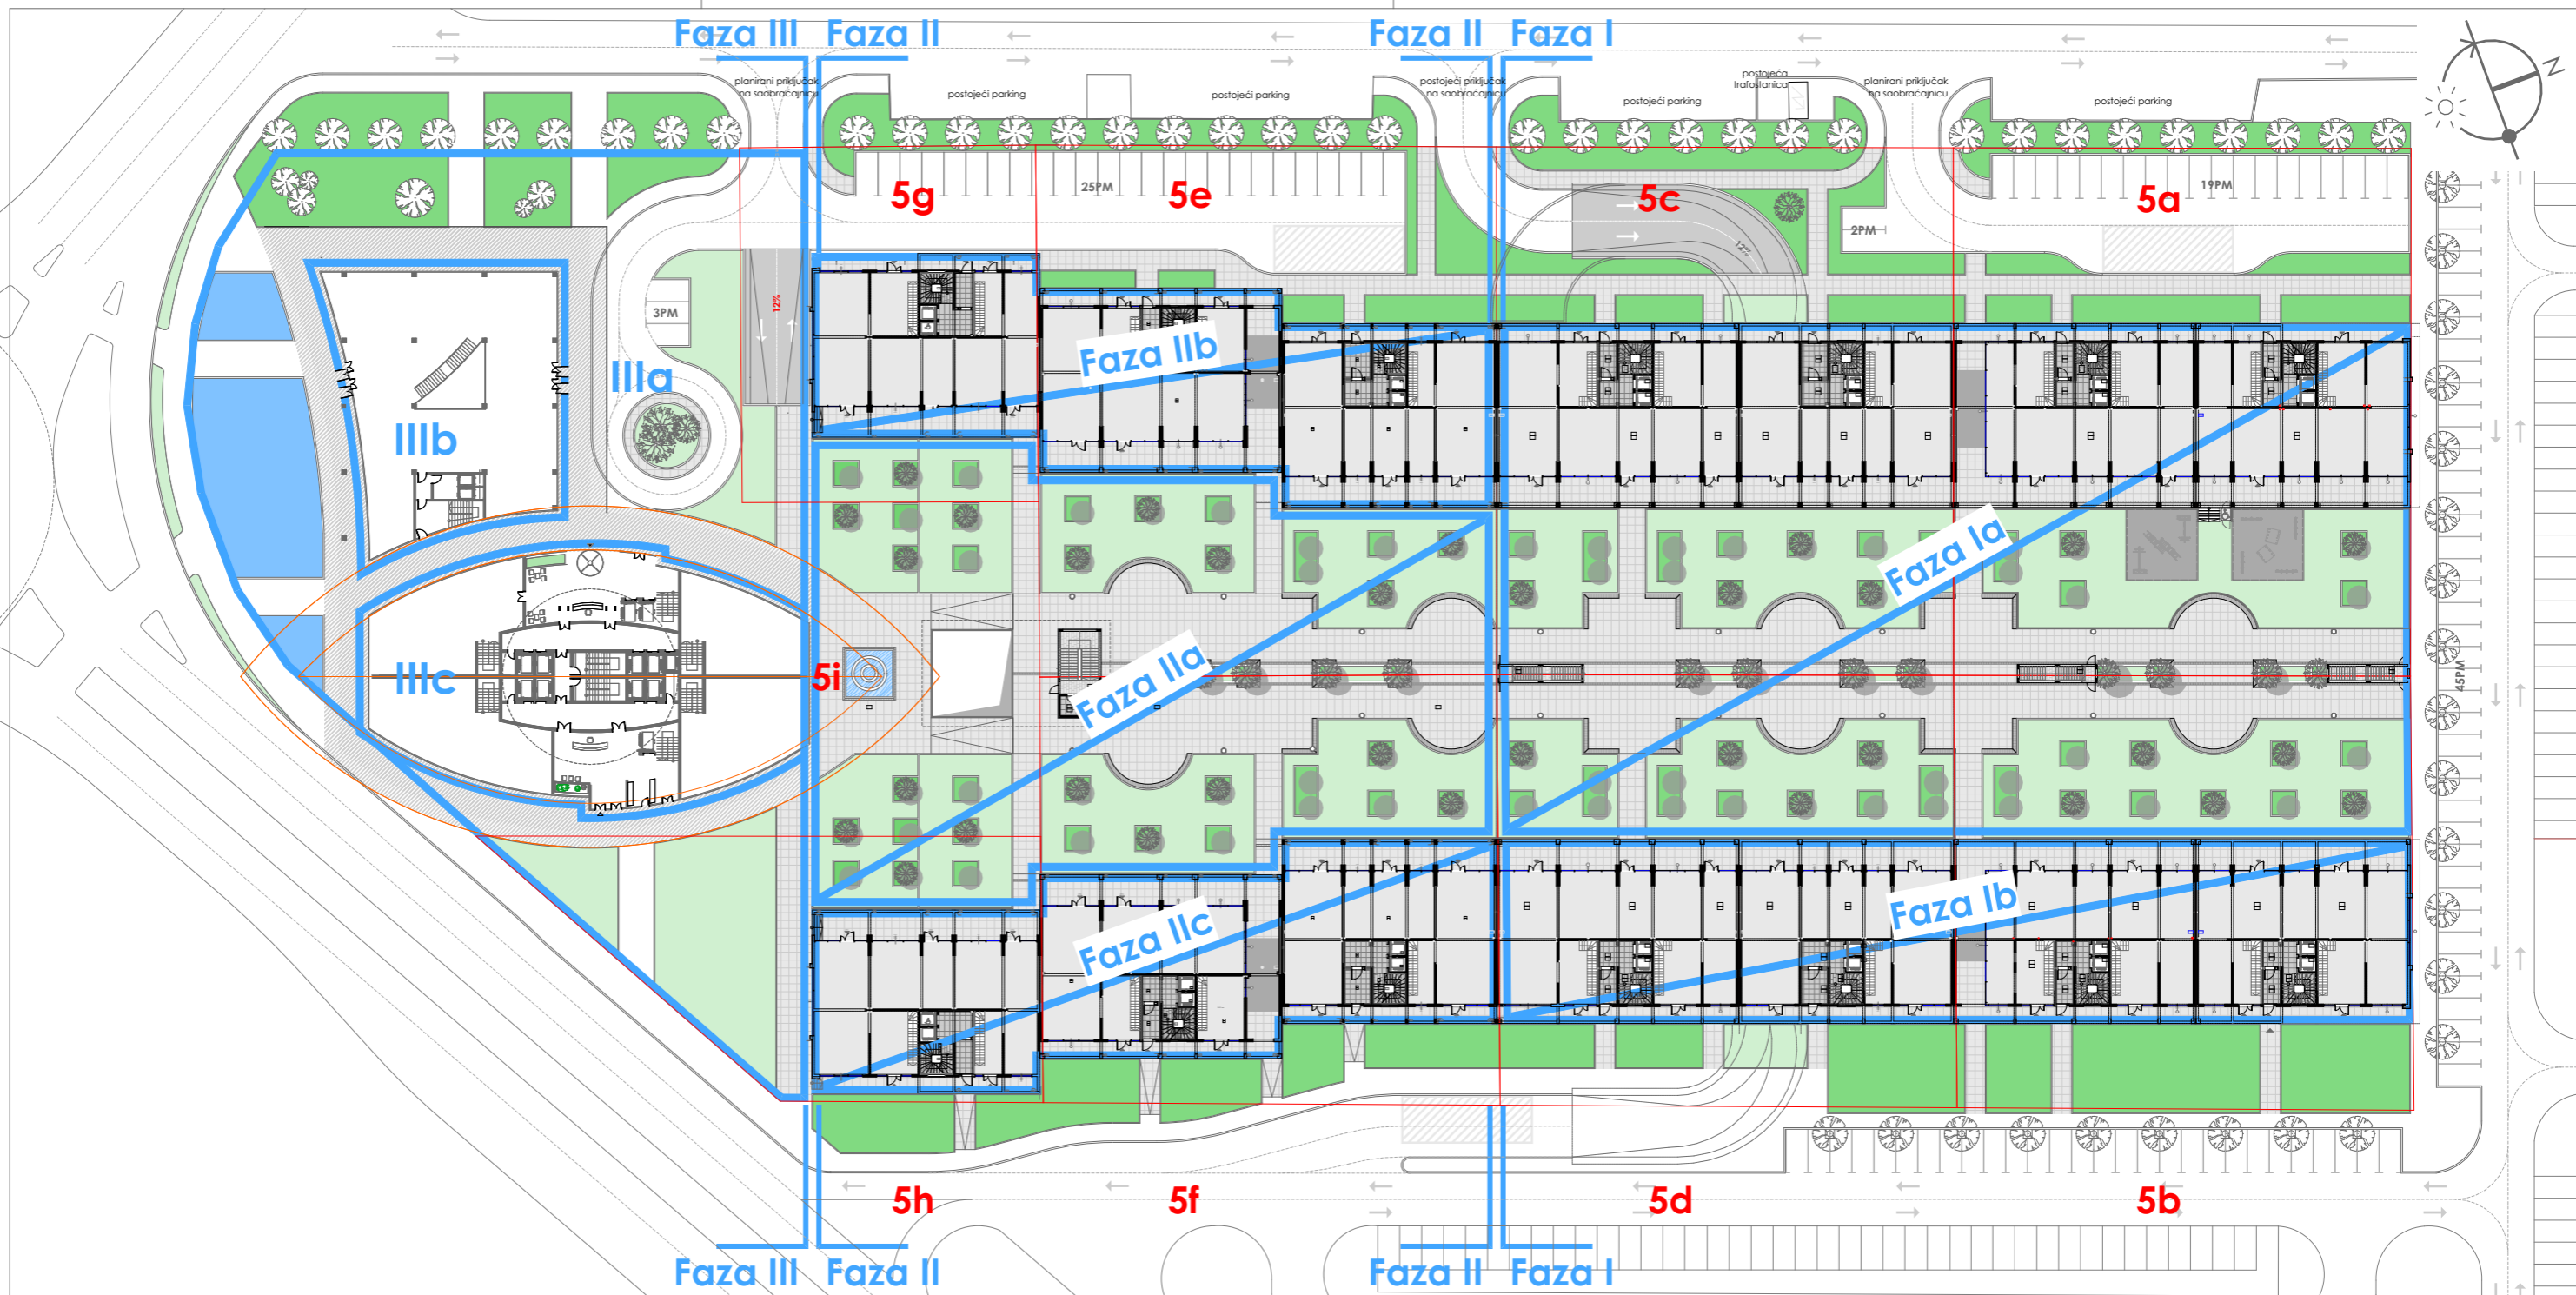 Faza III Faza II
Faza II Faza I
planirani priključak
na saobraćajnicu
postojeći parking
postojeći parking
postojeći priključak
na saobraćajnicu
postojeći parking
postojeća
trafostanica
planirani priključak
na saobraćajnicu
postojeći parking
N
5g
25PM
5e
5c
12%
2PM
19PM
5a
12%
3PM
IIIa
IIIb
Faza IIb
Faza Ia
IIIc
5i
Faza IIa
45PM
Faza IIc
Faza Ib
5h
5f
5d
5b
Faza III Faza II
Faza II Faza I